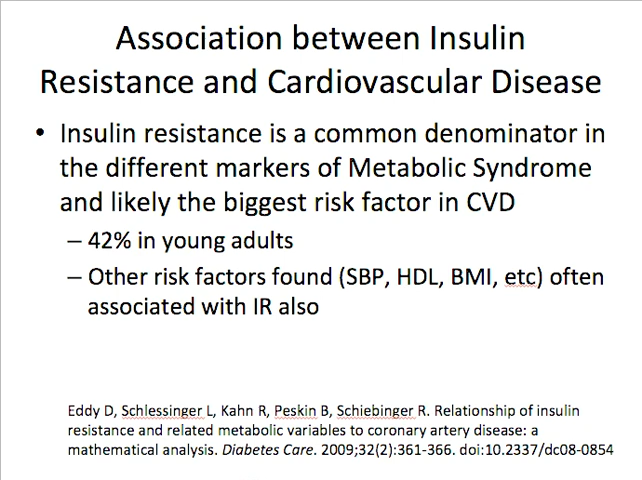 Association between Insulin
Resistance and Cardiovascular Disease
• Insulin resistance is a common denominator in
the different markers of Metabolic Syndrome
and likely the biggest risk factor in CVD
– 42% in young adults
– Other risk factors found (SBP, HDL, BMI, etc) often
associated with IR also
Eddy D, Schlessinger L, Kahn R, Peskin B, Schiebinger R. Relationship of insulin
resistance and related metabolic variables to coronary artery disease: a
mathematical analysis. Diabetes Care. 2009;32(2):361-366. doi:10.2337/dc08-0854